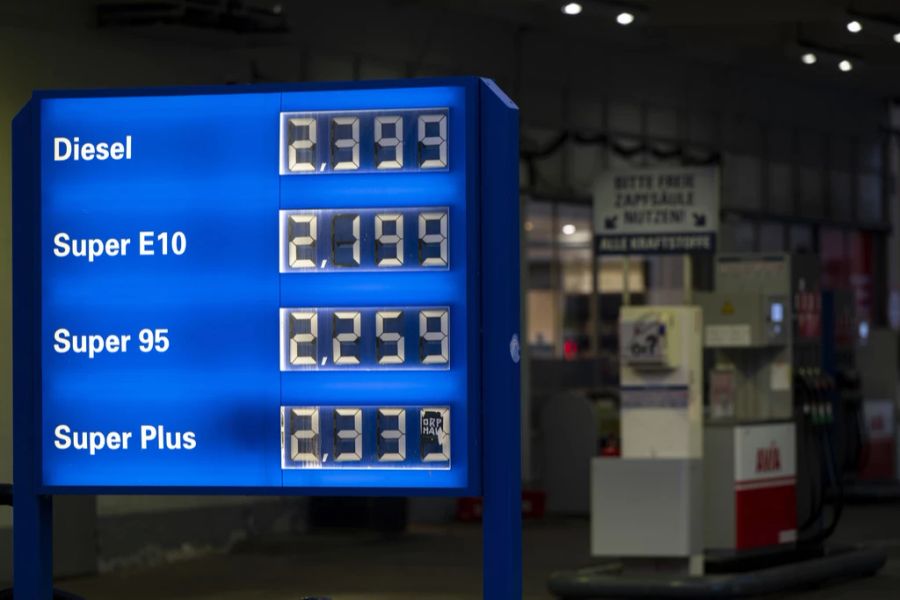 Diesel 2,399
Super E10 2,199
Super 95 2,259
Super Plus 2,33
BITTE FREIE
ZAPFSÄULE
NUTZEN!
ALLE KRAFTSTOFFE
AVIA